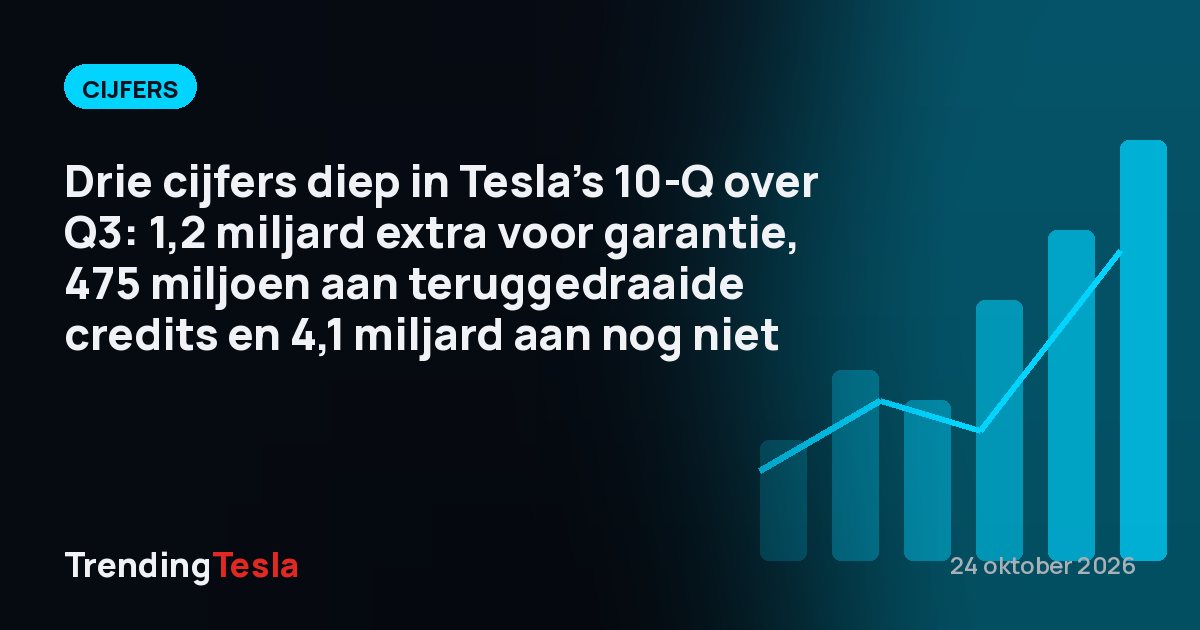 CIJFERS
Drie cijfers diep in Tesla’s 10-Q over
Q3: 1,2 miljard extra voor garantie,
475 miljoen aan teruggedraaide
credits en 4,1 miljard aan nog niet
TrendingTesla
24 oktober 2026